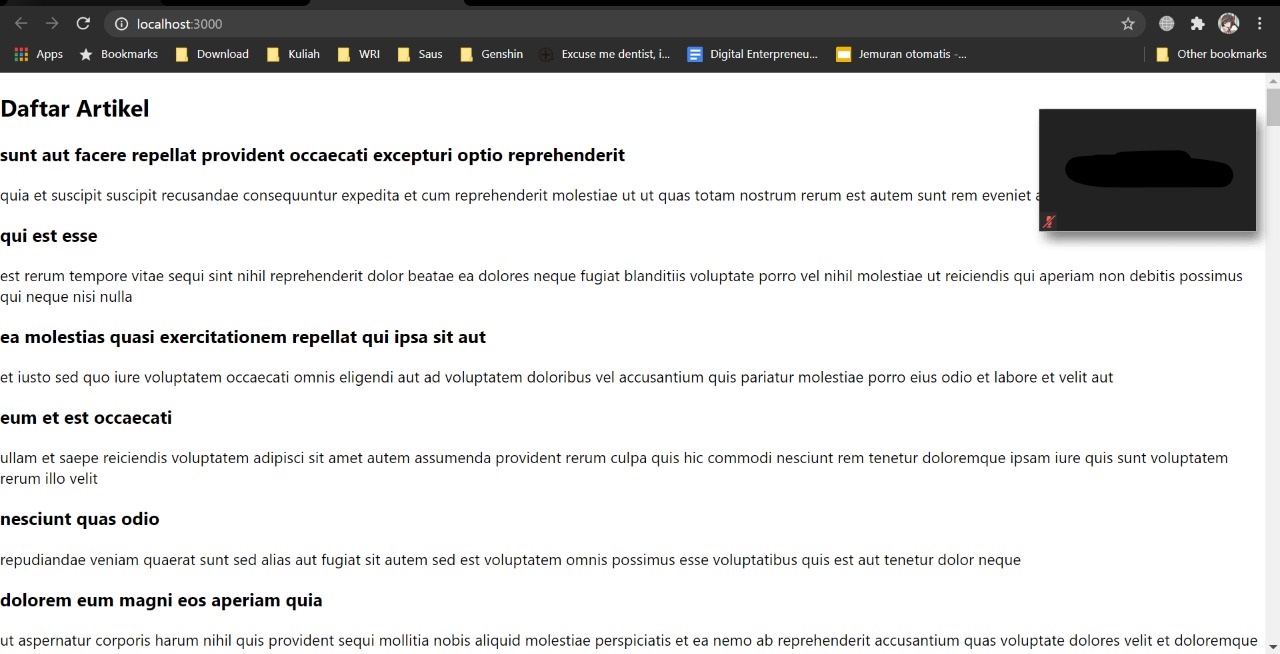 localhost:3000
Apps Bookmarks Download Kuliah WRI Saus Genshin Excuse me dentist, i... Digital Enterpreneu... Jemuran otomatis -... Other bookmarks
Daftar Artikel
sunt aut facere repellat provident occaecati excepturi optio reprehenderit
quia et suscipit suscipit recusandae consequuntur expedita et cum reprehenderit molestiae ut ut quas totam nostrum rerum est autem sunt rem eveniet
qui est esse
est rerum tempore vitae sequi sint nihil reprehenderit dolor beatae ea dolores neque fugiat blanditiis voluptate porro vel nihil molestiae ut reiciendis qui aperiam non debitis possimus
qui neque nisi nulla
ea molestias quasi exercitationem repellat qui ipsa sit aut
et iusto sed quo iure voluptatem occaecati omnis eligendi aut ad voluptatem doloribus vel accusantium quis pariatur molestiae porro eius odio et labore et velit aut
eum et est occaecati
ullam et saepe reiciendis voluptatem adipisci sit amet autem assumenda provident rerum culpa quis hic commodi nesciunt rem tenetur doloremque ipsam iure quis sunt voluptatem
rerum illo velit
nesciunt quas odio
repudiandae veniam quaerat sunt sed alias aut fugiat sit autem sed est voluptatem omnis possimus esse voluptatibus quis est aut tenetur dolor neque
dolorem eum magni eos aperiam quia
ut aspernatur corporis harum nihil quis provident sequi mollitia nobis aliquid molestiae perspiciatis et ea nemo ab reprehenderit accusantium quas voluptate dolores velit et doloremque